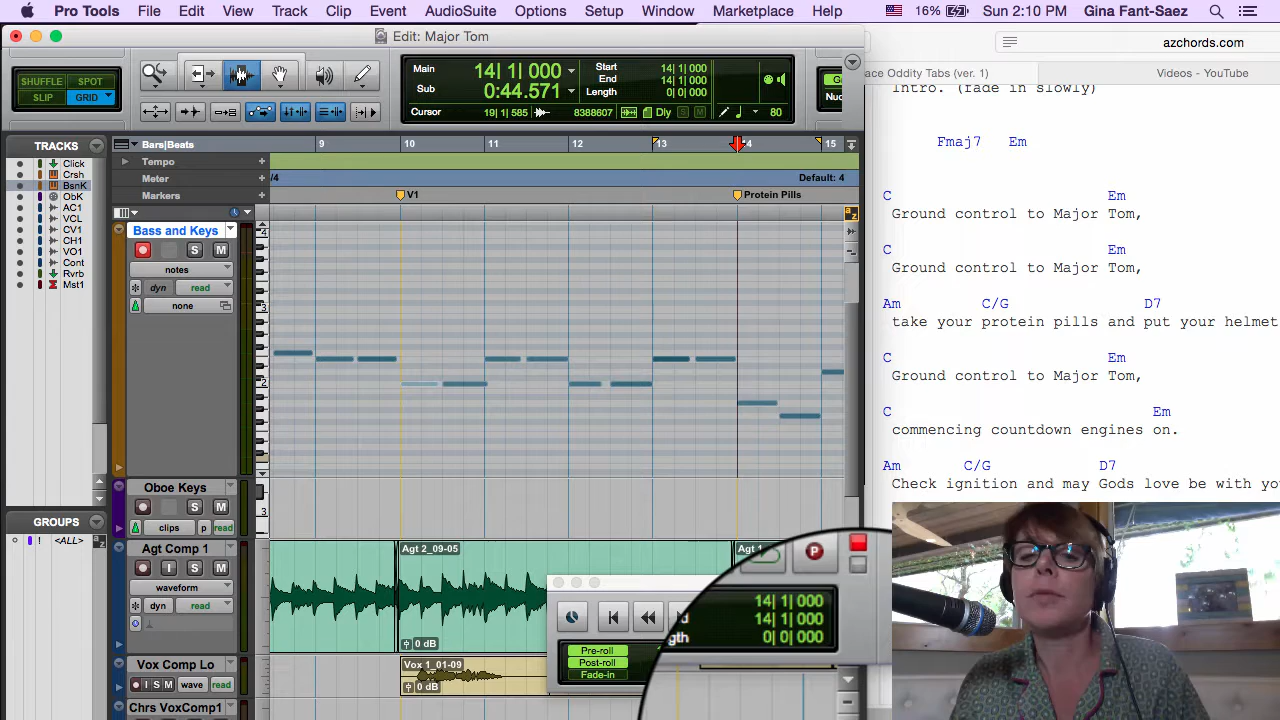 Pro Tools File Edit View Track Clip Event AudioSuite Options Setup Window Marketplace Help 16% Sun 2:10 PM Gina Fant-Saez
Edit: Major Tom
azchords.com
ace Oddity Tabs (ver. 1) Videos - YouTube
SHUFFLE SPOT
SLIP GRID
Main 14| 1| 000
Sub 0:44.571
Start 14| 1| 000
End 14| 1| 000
Length 0| 0| 000
Cursor 19| 1| 585 8388607 Dly S M 80
TRACKS
Click
Crsh
BsnK
ObK
AC1
VCL
CV1
CH1
VO1
Cont
Rvrb
Mst1
GROUPS
! <ALL>
Bars|Beats 9 10 11 12 13 14 15
Tempo
Meter /4 Default: 4
Markers V1 Protein Pills
Bass and Keys
S M
notes
dyn read
none
4
3
2
Oboe Keys
S M
clips p read
3
Agt Comp 1
I S M
waveform
dyn read
Agt 2_09-05
0 dB
Agt 1
Vox Comp Lo
I S M wave read
Vox 1_01-09
0 dB
Chrs VoxComp1
Pre-roll
Post-roll
Fade-in
P
14| 1| 000
14| 1| 000
0| 0| 000
Intro. (fade in slowly)
Fmaj7 Em
C Em
Ground control to Major Tom,
C Em
Ground control to Major Tom,
Am C/G D7
take your protein pills and put your helmet
C Em
Ground control to Major Tom,
C Em
commencing countdown engines on.
Am C/G D7
Check ignition and may Gods love be with yo